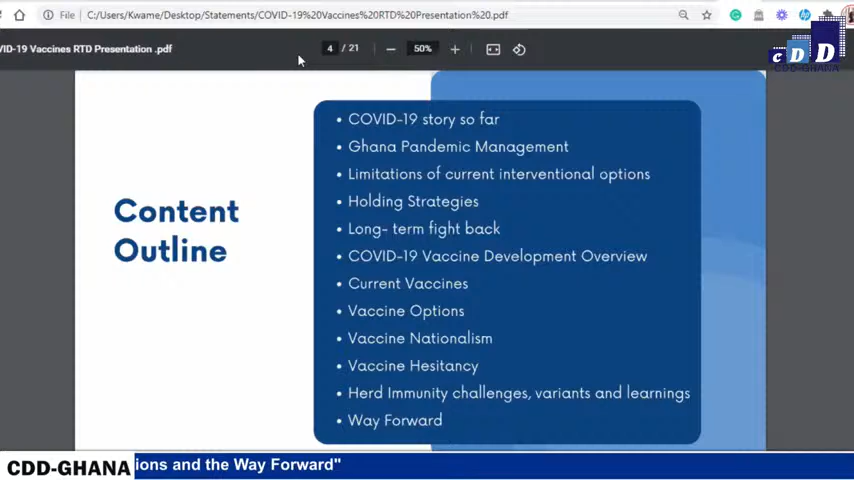 File | C:/Users/Kwame/Desktop/Statements/COVID-19%20Vaccines%20RTD%20Presentation%20.pdf
VID-19 Vaccines RTD Presentation .pdf
4 / 21
50%
cDD
CDD-GHANA
Content
Outline
• COVID-19 story so far
• Ghana Pandemic Management
• Limitations of current interventional options
• Holding Strategies
• Long- term fight back
• COVID-19 Vaccine Development Overview
• Current Vaccines
• Vaccine Options
• Vaccine Nationalism
• Vaccine Hesitancy
• Herd Immunity challenges, variants and learnings
• Way Forward
CDD-GHANA
ions and the Way Forward"